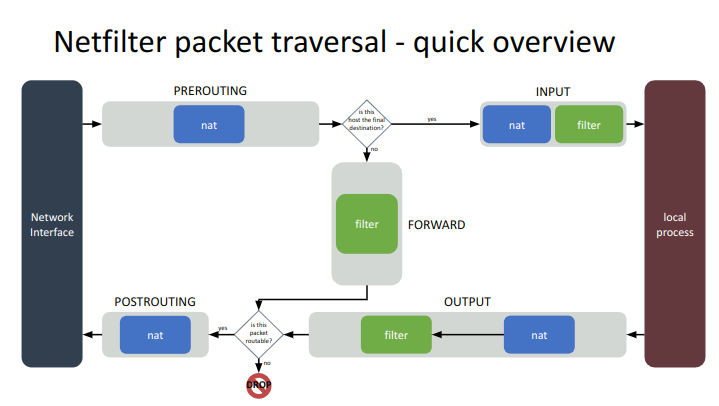 Netfilter packet traversal - quick overview
PREROUTING
INPUT
nat
is this
host the final
destination?
yes
nat
filter
no
Network
Interface
filter
FORWARD
local
process
POSTROUTING
OUTPUT
nat
yes
is this
packet
routable?
filter
nat
no
DROP